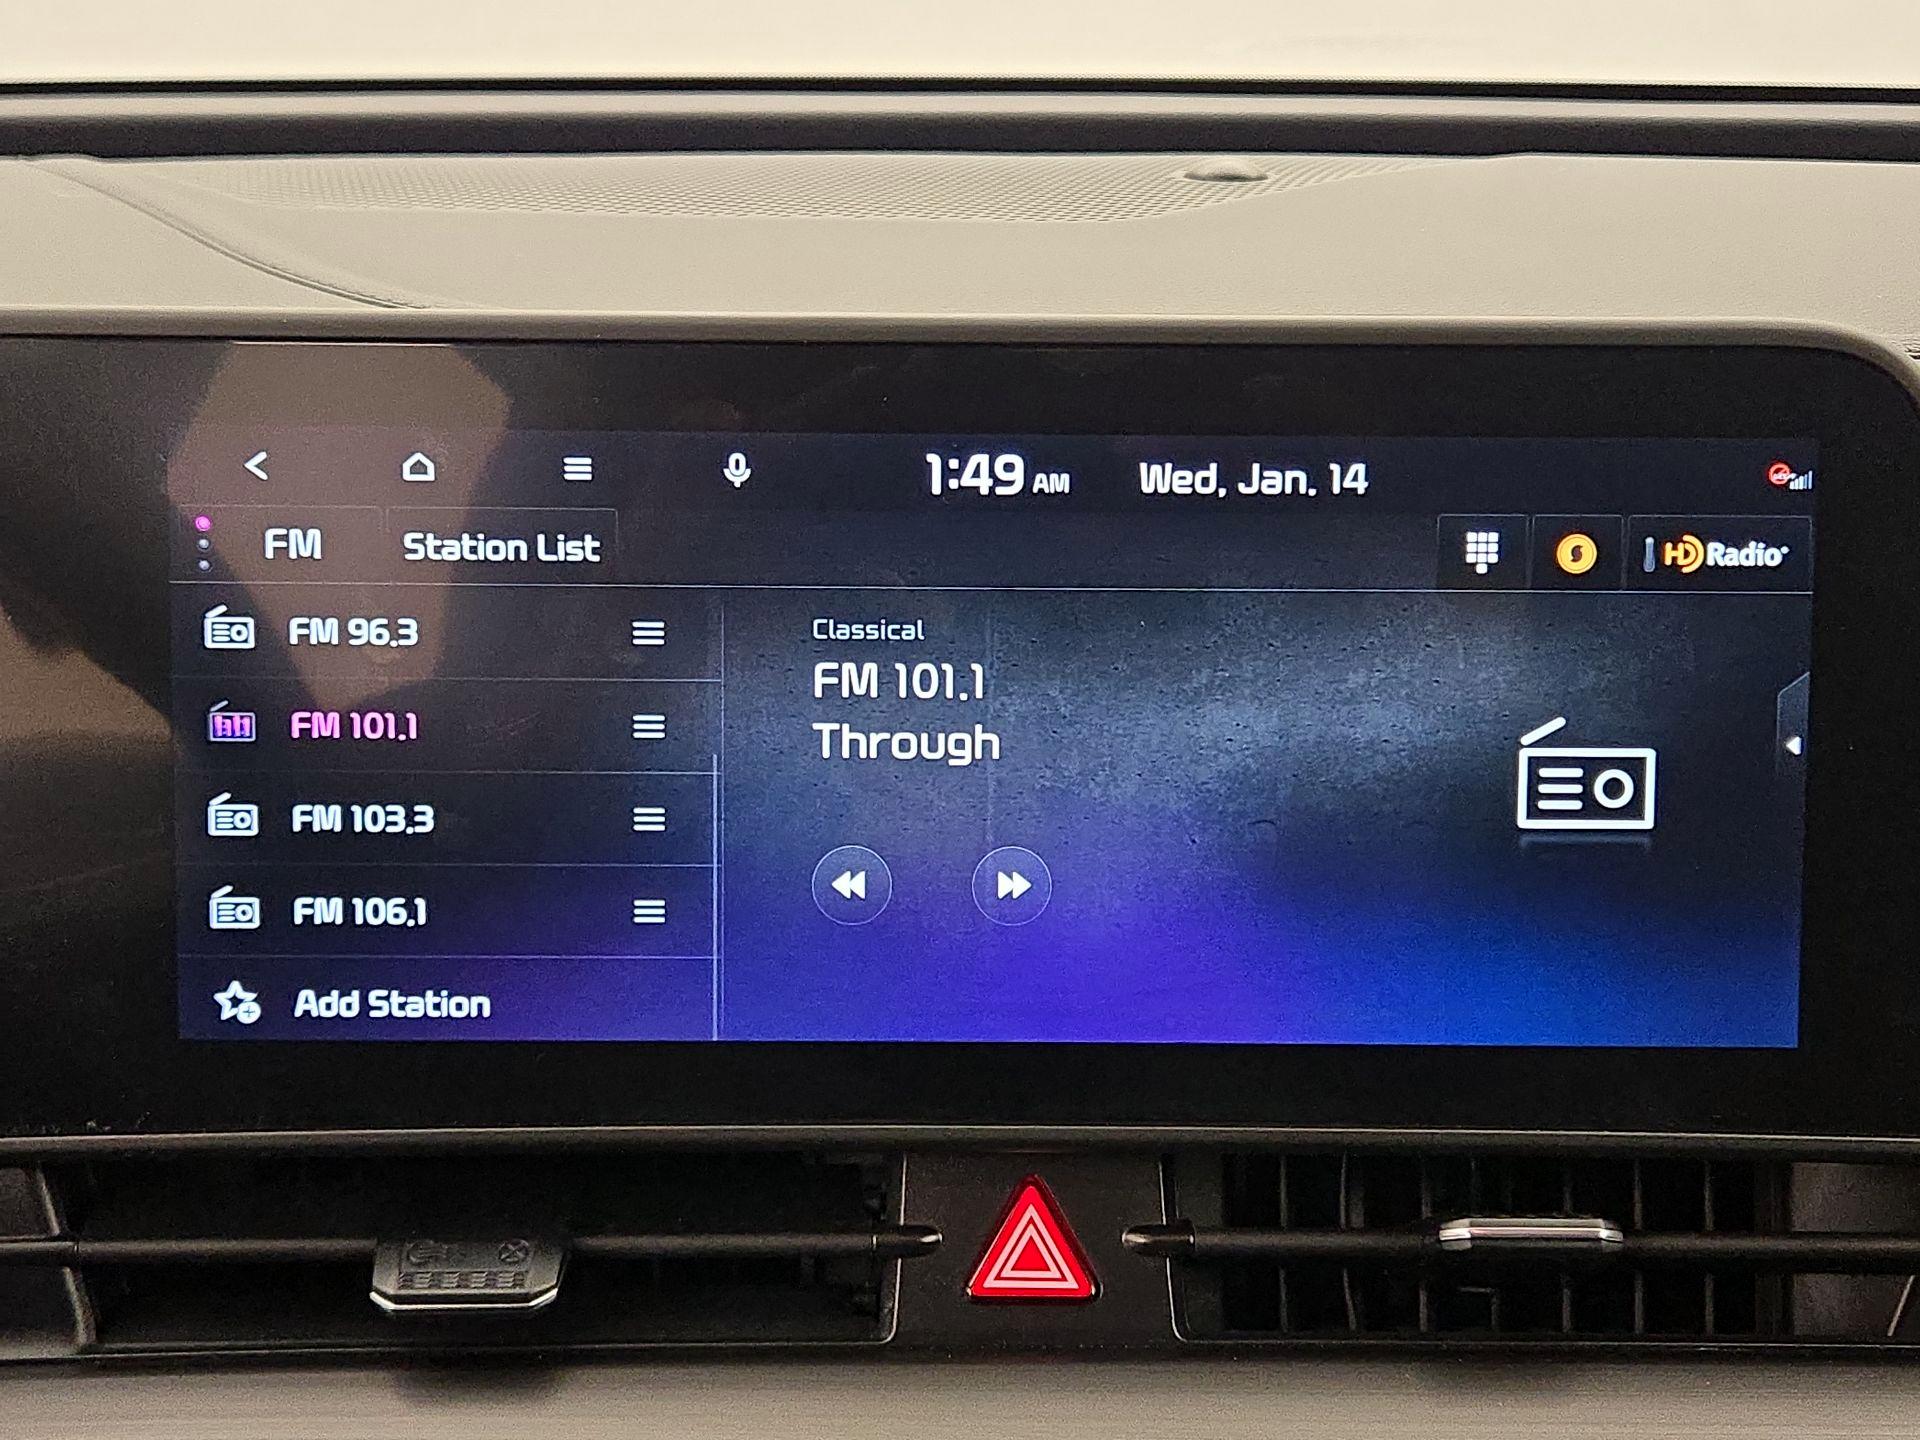 1:49 AM Wed, Jan. 14
FM Station List HD Radio
FM 96.3
FM 101.1
FM 103.3
FM 106.1
Add Station
Classical
FM 101.1
Through